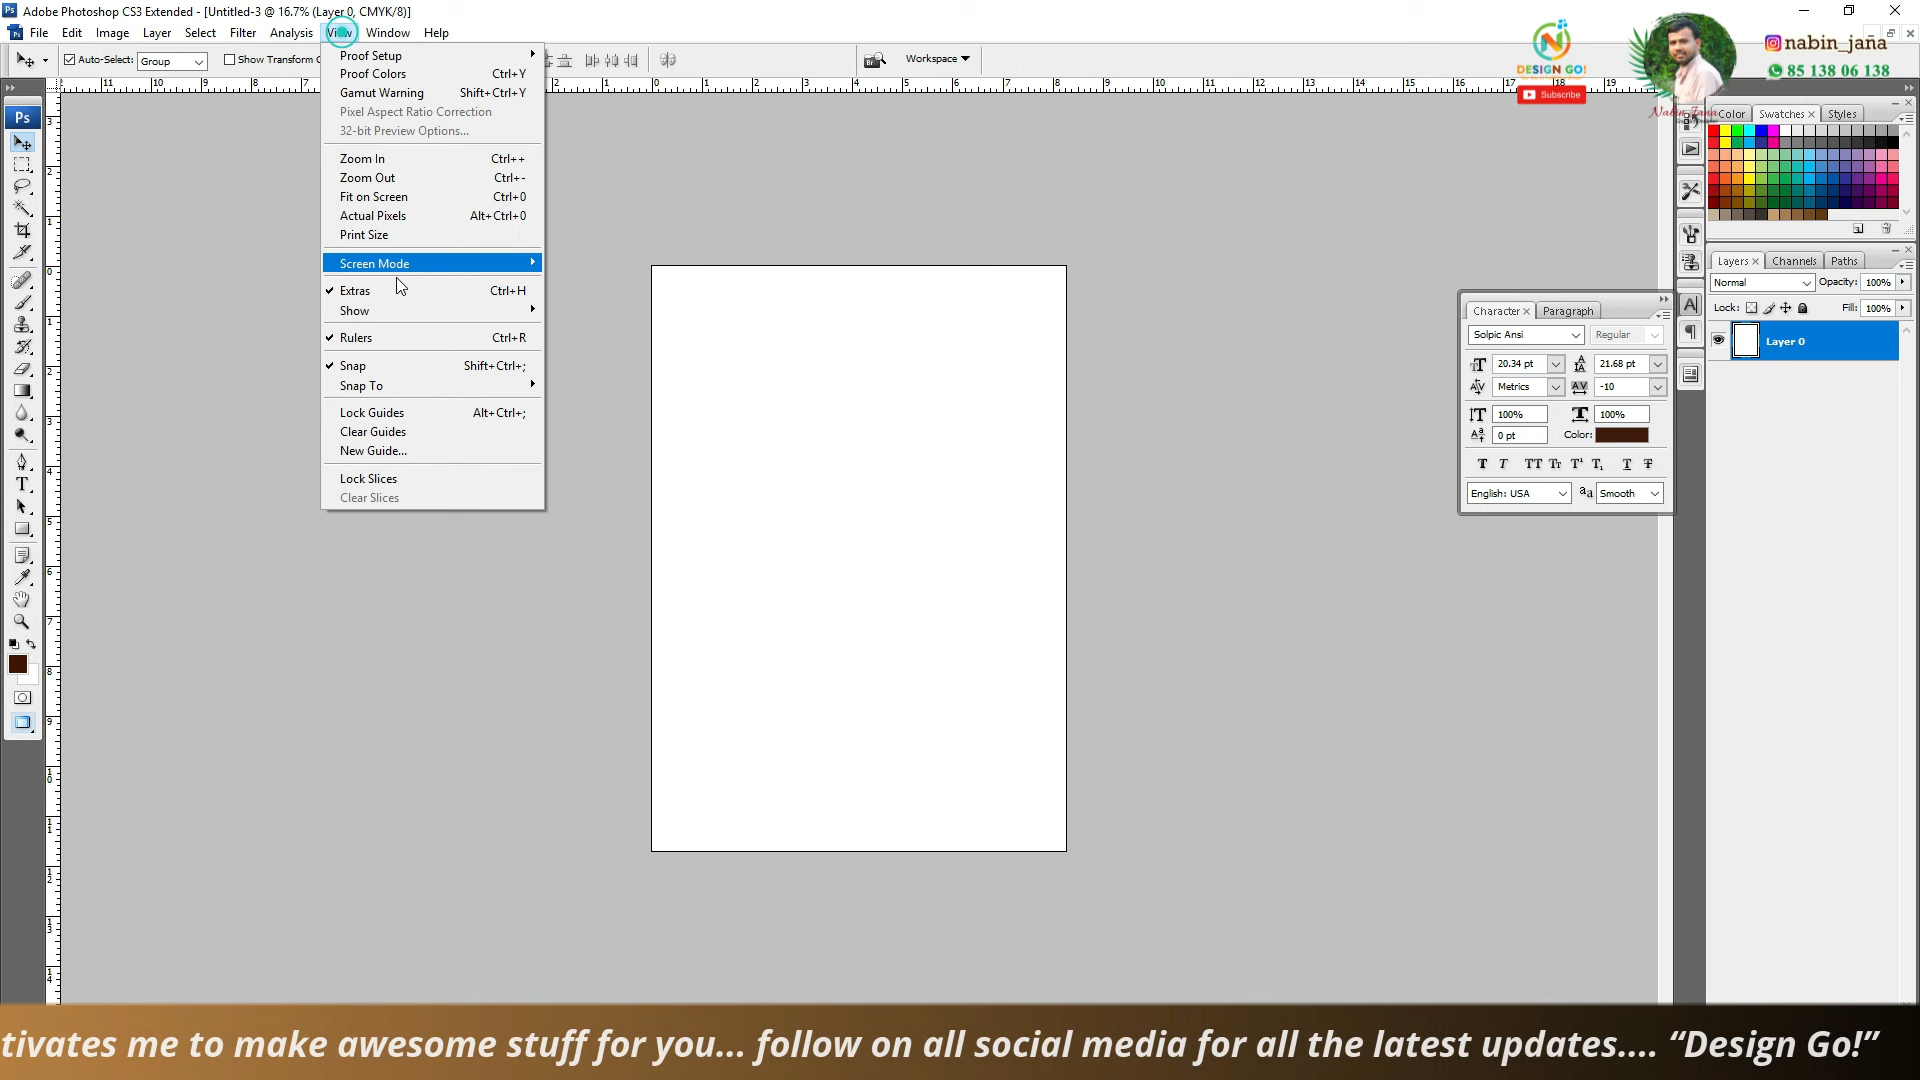 Adobe Photoshop CS3 Extended - [Untitled-3 @ 16.7% (Layer 0, CMYK/8)]
File Edit Image Layer Select Filter Analysis View Window Help
Auto-Select: Group Show Transform Workspace
DESIGN GO!
Subscribe
nabin_jana
85 138 06 138
Nabin Jana
Proof Setup
Proof Colors Ctrl+Y
Gamut Warning Shift+Ctrl+Y
Pixel Aspect Ratio Correction
32-bit Preview Options...
Zoom In Ctrl++
Zoom Out Ctrl+-
Fit on Screen Ctrl+0
Actual Pixels Alt+Ctrl+0
Print Size
Screen Mode
Extras Ctrl+H
Show
Rulers Ctrl+R
Snap Shift+Ctrl+;
Snap To
Lock Guides Alt+Ctrl+;
Clear Guides
New Guide...
Lock Slices
Clear Slices
Color Swatches Styles
Layers Channels Paths
Normal Opacity: 100%
Lock: Fill: 100%
Layer 0
Character Paragraph
Solpic Ansi Regular
20.34 pt 21.68 pt
Metrics -10
100% 100%
0 pt Color:
English: USA aa Smooth
tivates me to make awesome stuff for you... follow on all social media for all the latest updates.... “Design Go!”